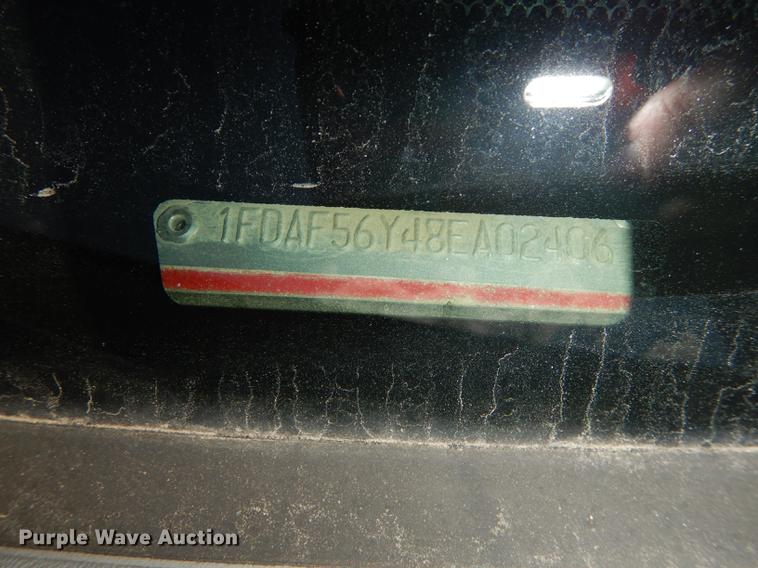 1FDAF56Y48EA02406
Purple Wave Auction